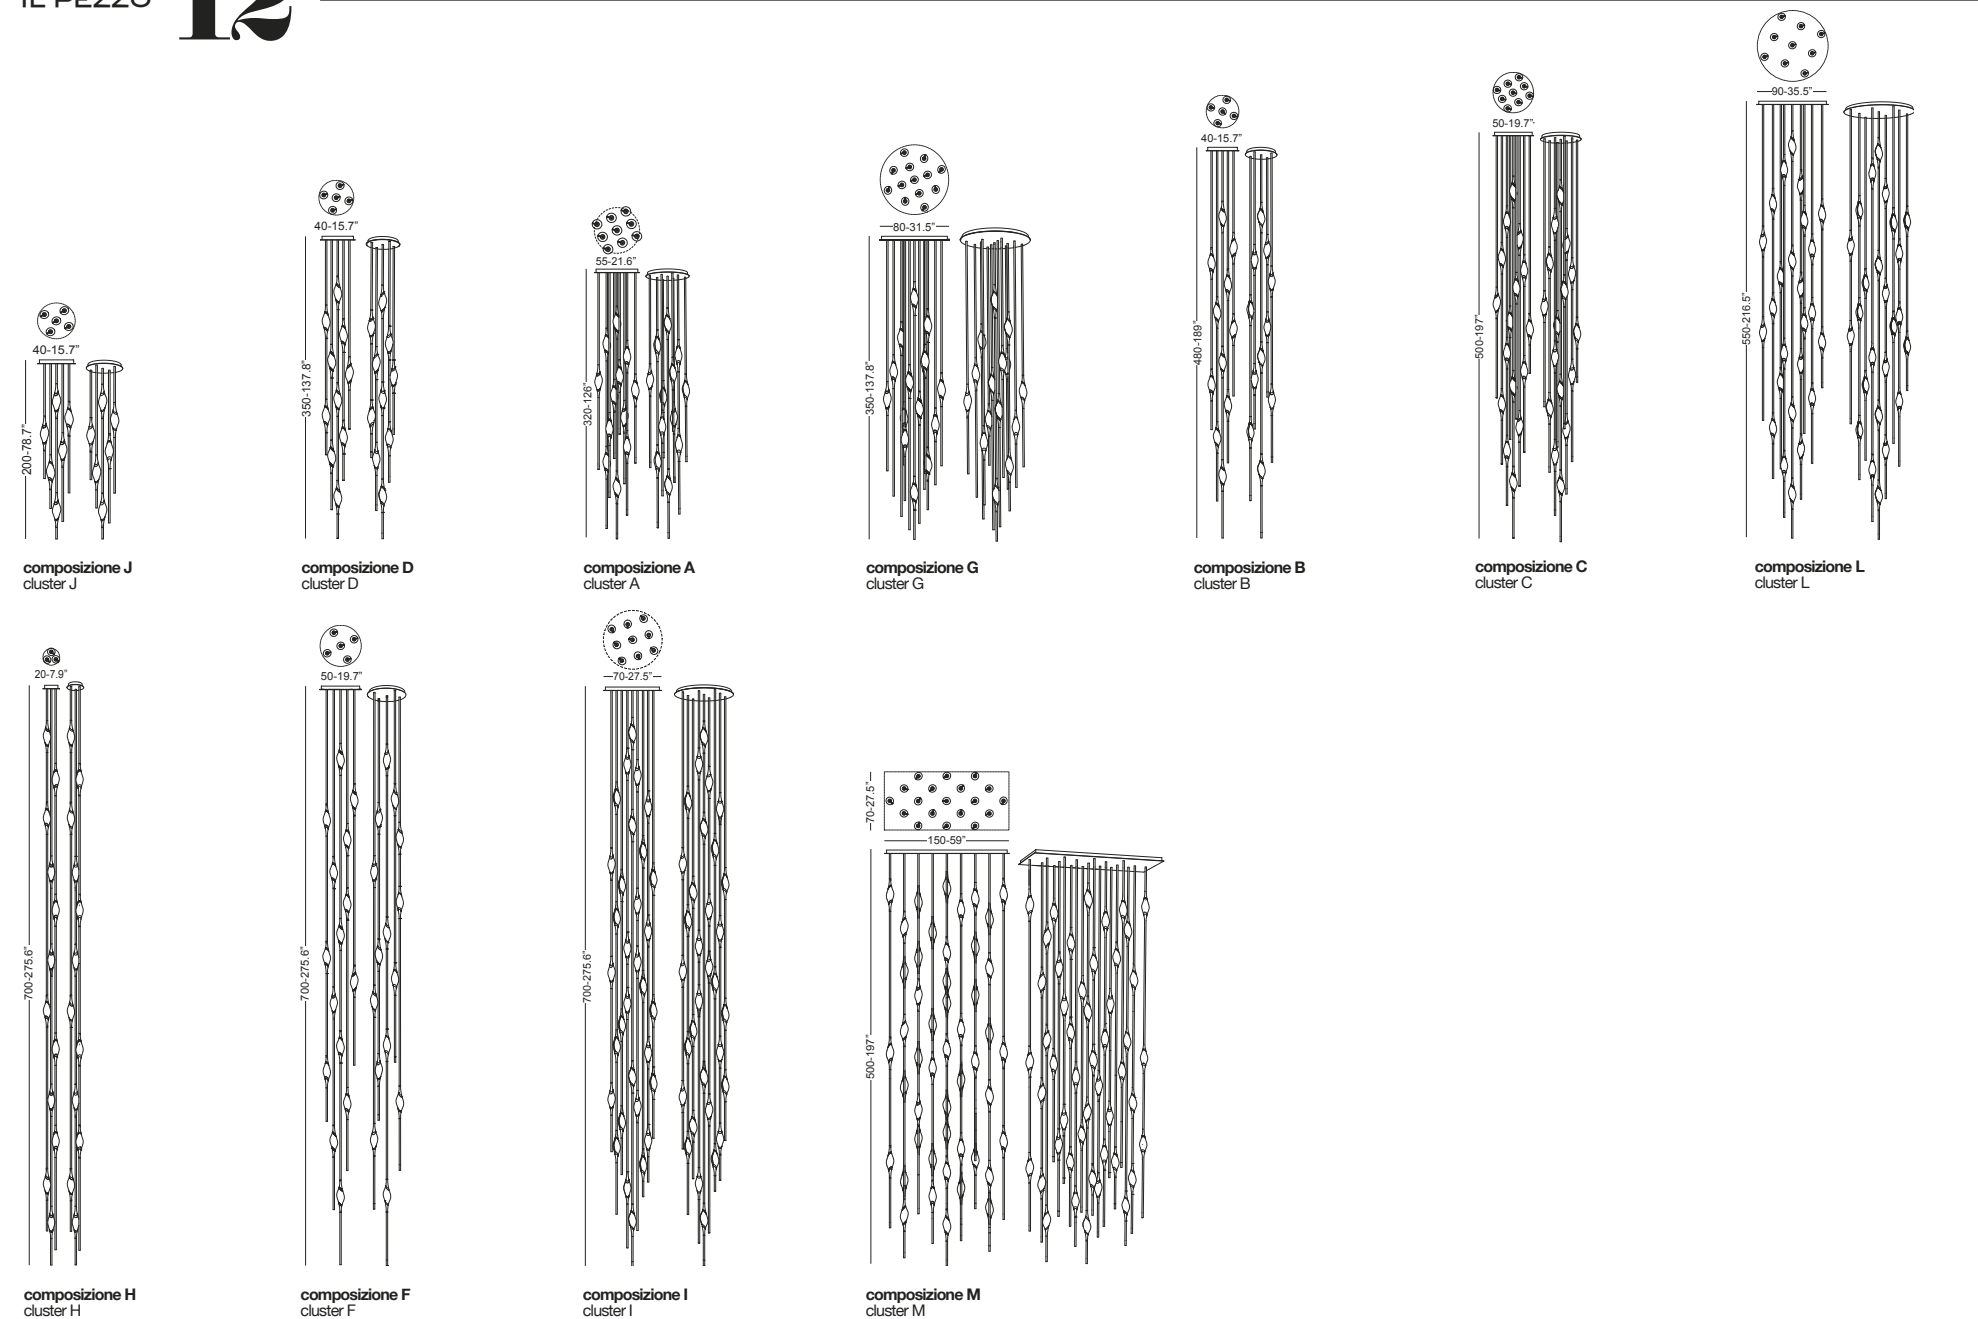 IL PEZZO 12
40-15.7"
200-78.7"
composizione J
cluster J
40-15.7"
350-137.8"
composizione D
cluster D
55-21.6"
320-126"
composizione A
cluster A
80-31.5"
350-137.8"
composizione G
cluster G
40-15.7"
480-189"
composizione B
cluster B
50-19.7"
500-197"
composizione C
cluster C
90-35.5"
550-216.5"
composizione L
cluster L
20-7.9"
700-275.6"
composizione H
cluster H
50-19.7"
700-275.6"
composizione F
cluster F
70-27.5"
700-275.6"
composizione I
cluster I
70-27.5"
150-59"
500-197"
composizione M
cluster M